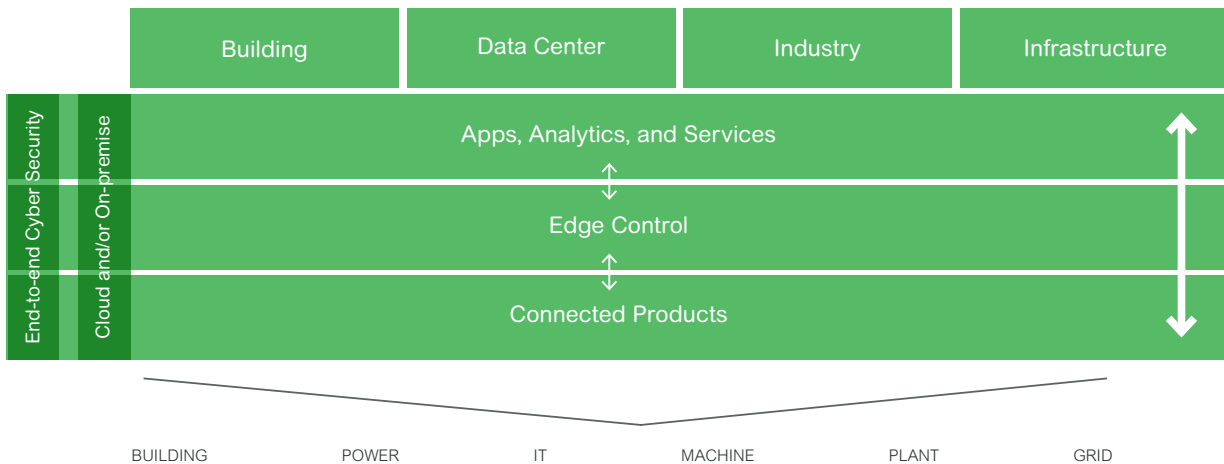 Building
Data Center
Industry
Infrastructure
End-to-end Cyber Security
Cloud and/or On-premise
Apps, Analytics, and Services
Edge Control
Connected Products
BUILDING
POWER
IT
MACHINE
PLANT
GRID